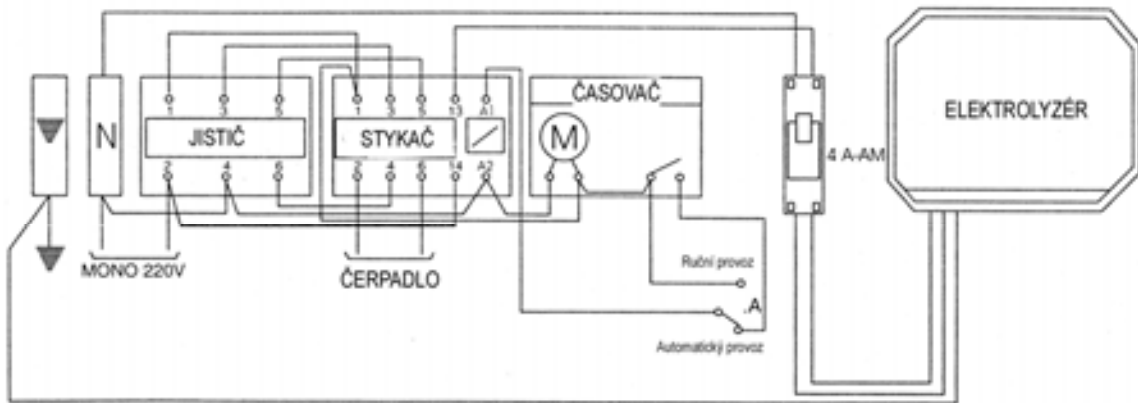 N
1 3 5
JISTIČ
2 4 6
MONO 220V
1 3 5 13 A1
STYKAČ
2 4 6 14 A2
ČERPADLO
ČASOVAČ
M
Ruční provoz
.A
Automatický provoz
4 A-AM
ELEKTROLYZÉR